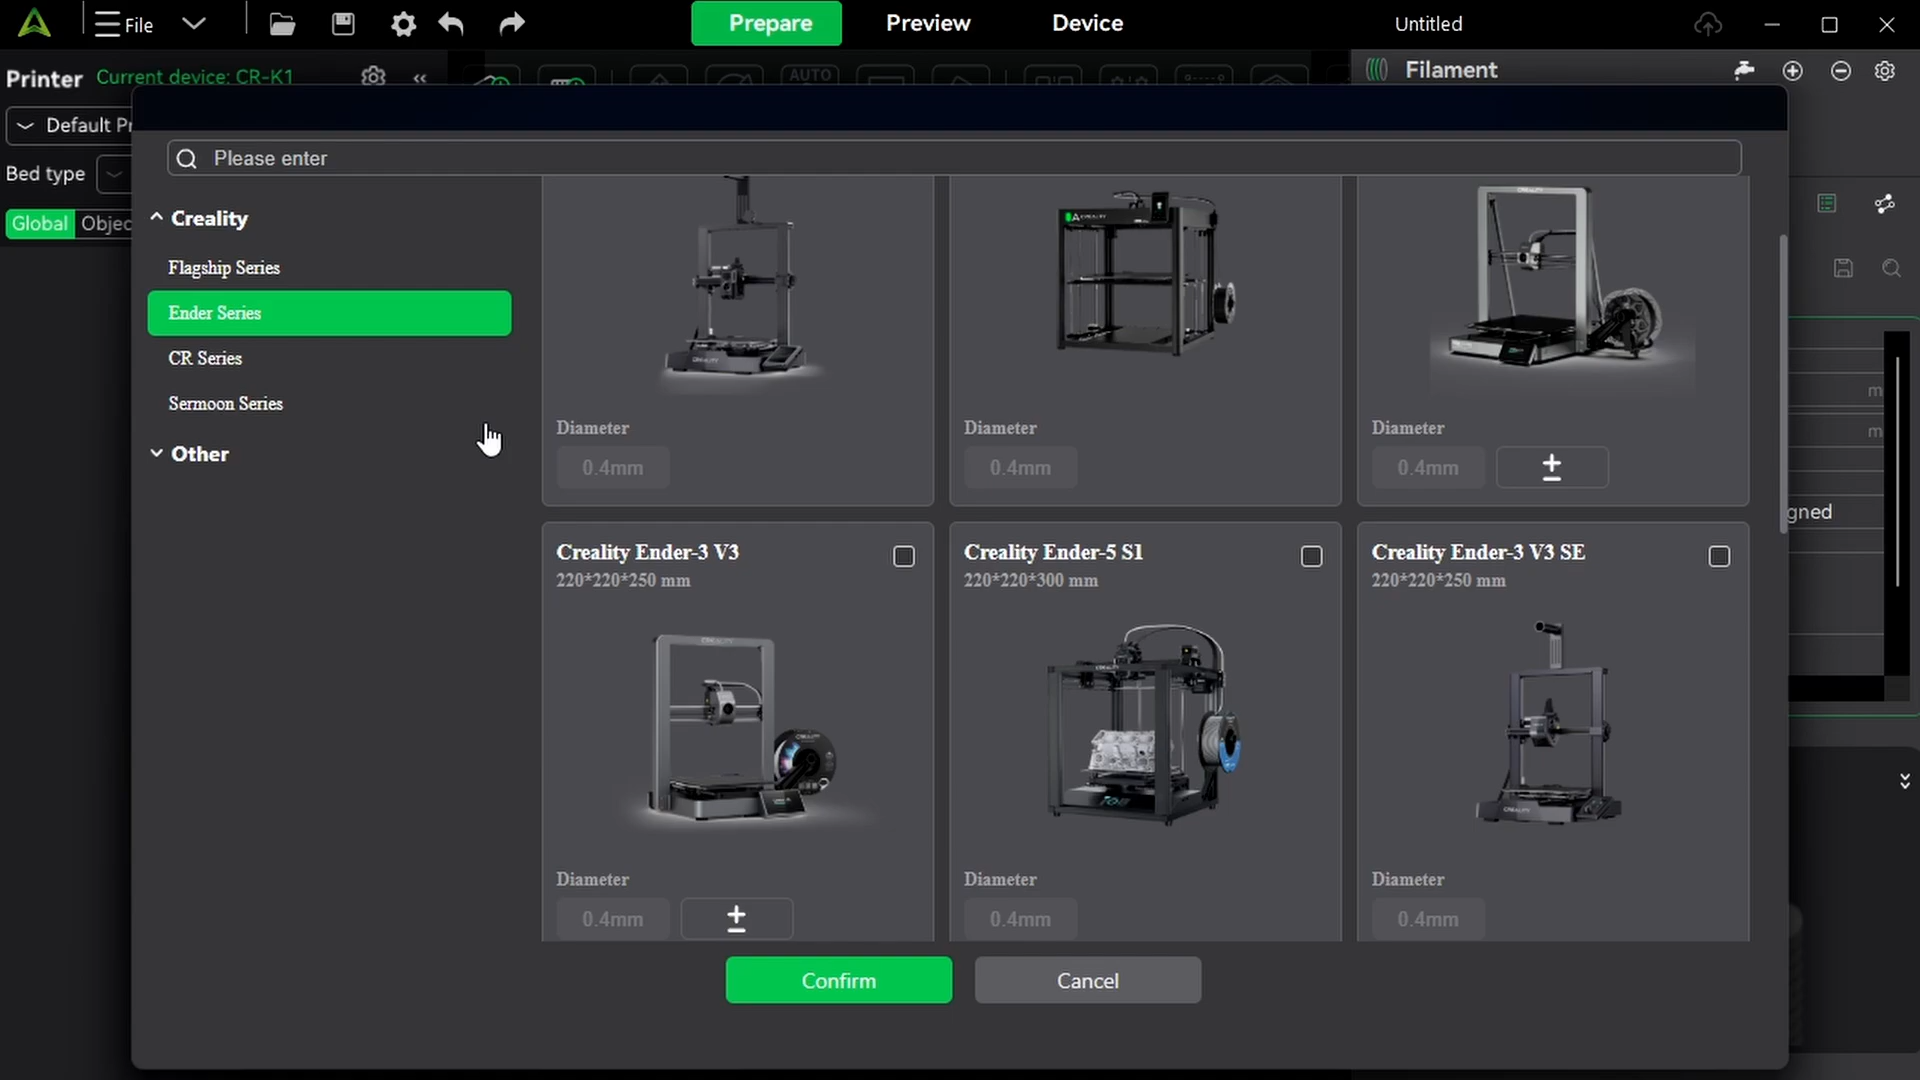 File
Prepare
Preview
Device
Untitled
Printer
Current device: CR-K1
AUTO
Filament
Default Pr
Bed type
Global
Objec
Please enter
Creality
Flagship Series
Ender Series
CR Series
Sermoon Series
Other
Diameter
0.4mm
Diameter
0.4mm
Diameter
0.4mm
±
Creality Ender-3 V3
220*220*250 mm
Diameter
0.4mm
±
Creality Ender-5 S1
220*220*300 mm
Diameter
0.4mm
Creality Ender-3 V3 SE
220*220*250 mm
Diameter
0.4mm
m
m
gned
Confirm
Cancel